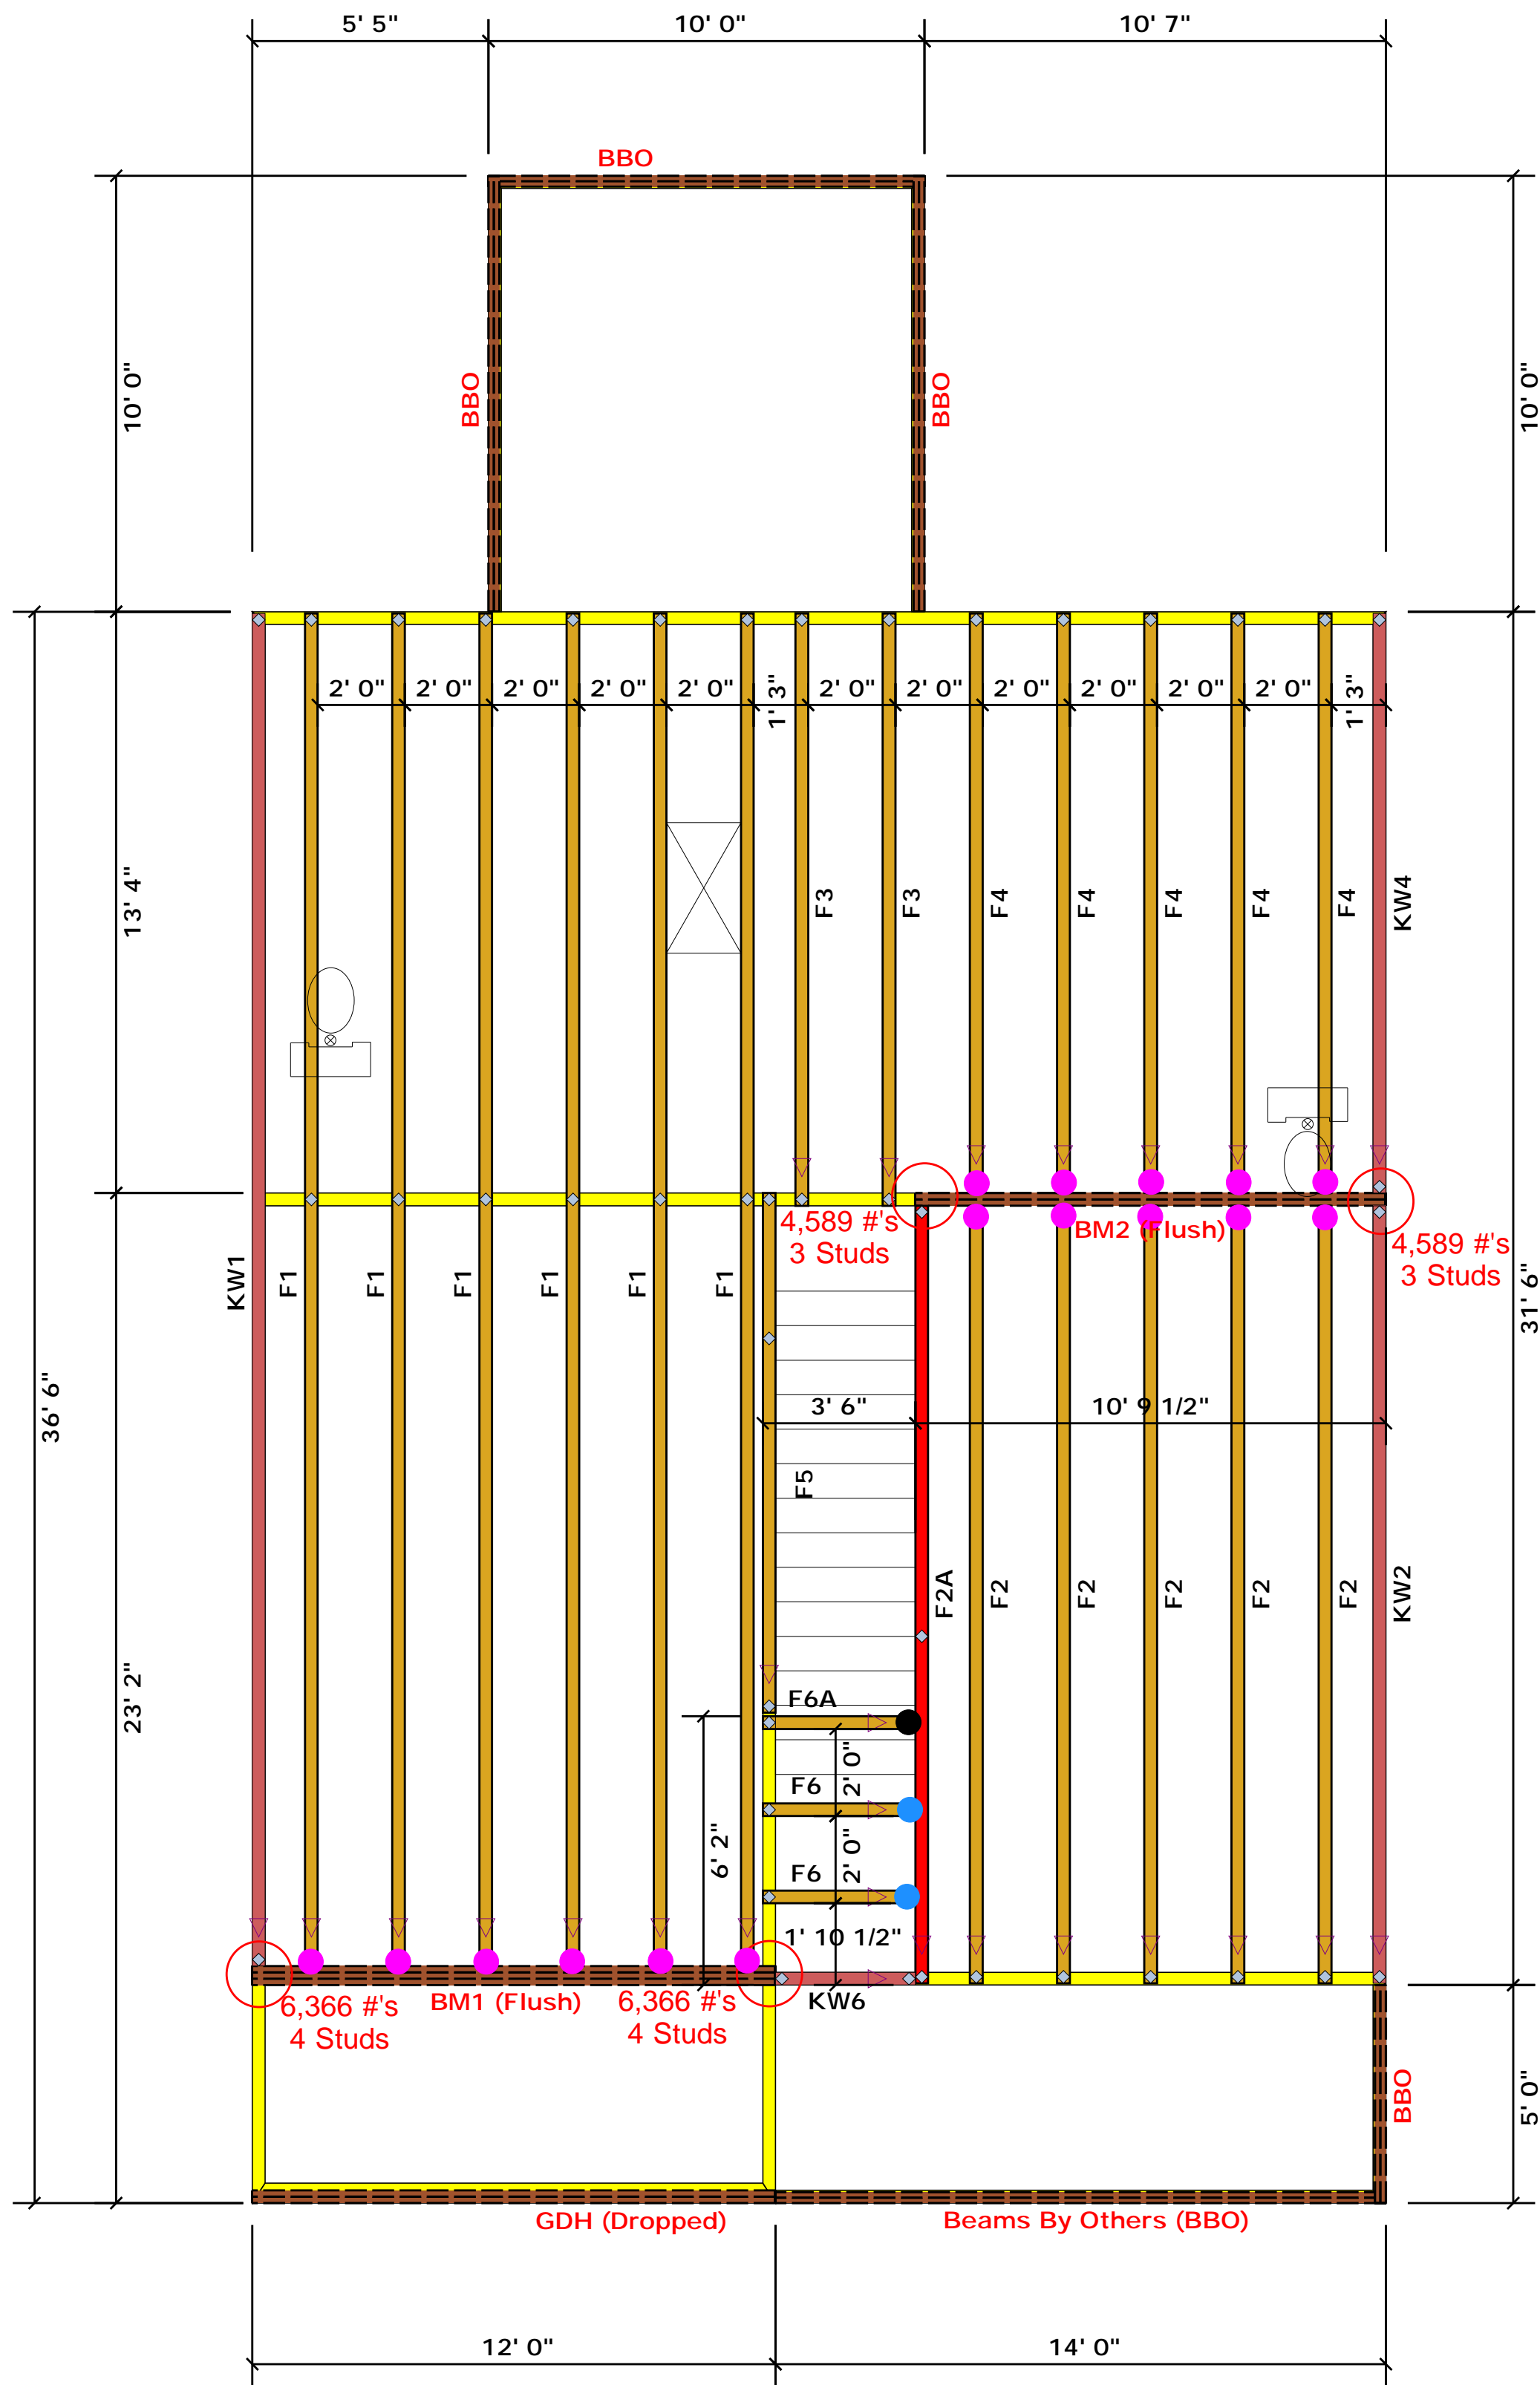 5' 5"
10' 0"
10' 7"
BBO
10' 0"
BBO
BBO
10' 0"
2' 0"
2' 0"
2' 0"
2' 0"
2' 0"
1' 3"
2' 0"
2' 0"
2' 0"
2' 0"
2' 0"
2' 0"
1' 3"
13' 4"
F3
F3
F4
F4
F4
F4
F4
KW4
4,589 #'s
3 Studs
BM2 (Flush)
4,589 #'s
3 Studs
KW1
F1
F1
F1
F1
F1
F1
31' 6"
36' 6"
3' 6"
10' 9 1/2"
F5
F2A
F2
F2
F2
F2
F2
KW2
23' 2"
F6A
2' 0"
F6
6' 2"
2' 0"
F6
1' 10 1/2"
6,366 #'s
4 Studs
BM1 (Flush)
6,366 #'s
4 Studs
KW6
BBO
5' 0"
GDH (Dropped)
Beams By Others (BBO)
12' 0"
14' 0"